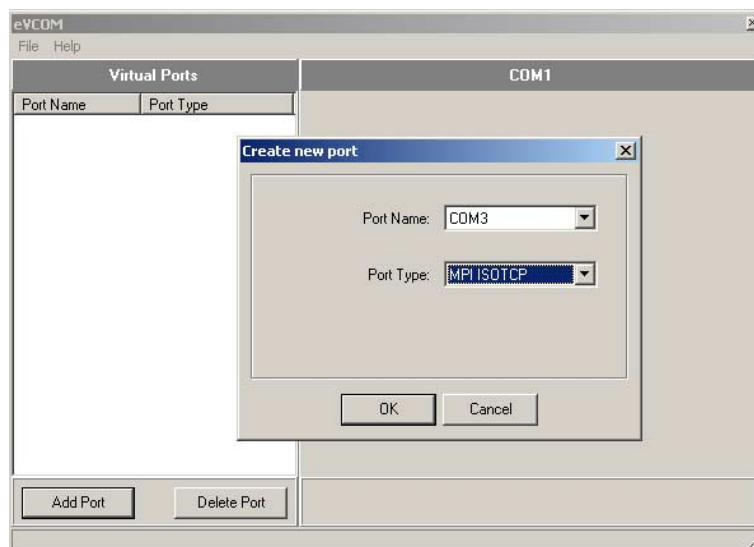 eVCOM
File Help
Virtual Ports COM1
Port Name Port Type
Create new port
Port Name: COM3
Port Type: MPI ISOTCP
OK Cancel
Add Port Delete Port